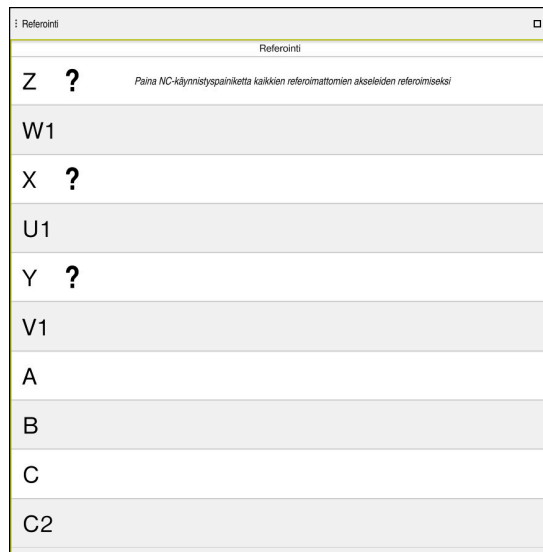 Referointi
Referointi
Z ? Paina NC-käynnistyspainiketta kaikkien referoimattomien akseleiden referoimiseksi
W1
X ?
U1
Y ?
V1
A
B
C
C2